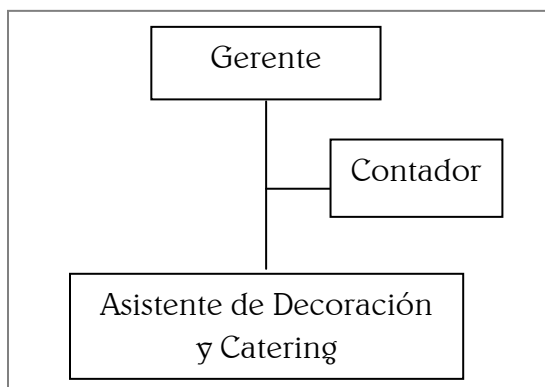 Gerente
Contador
Asistente de Decoración
y Catering